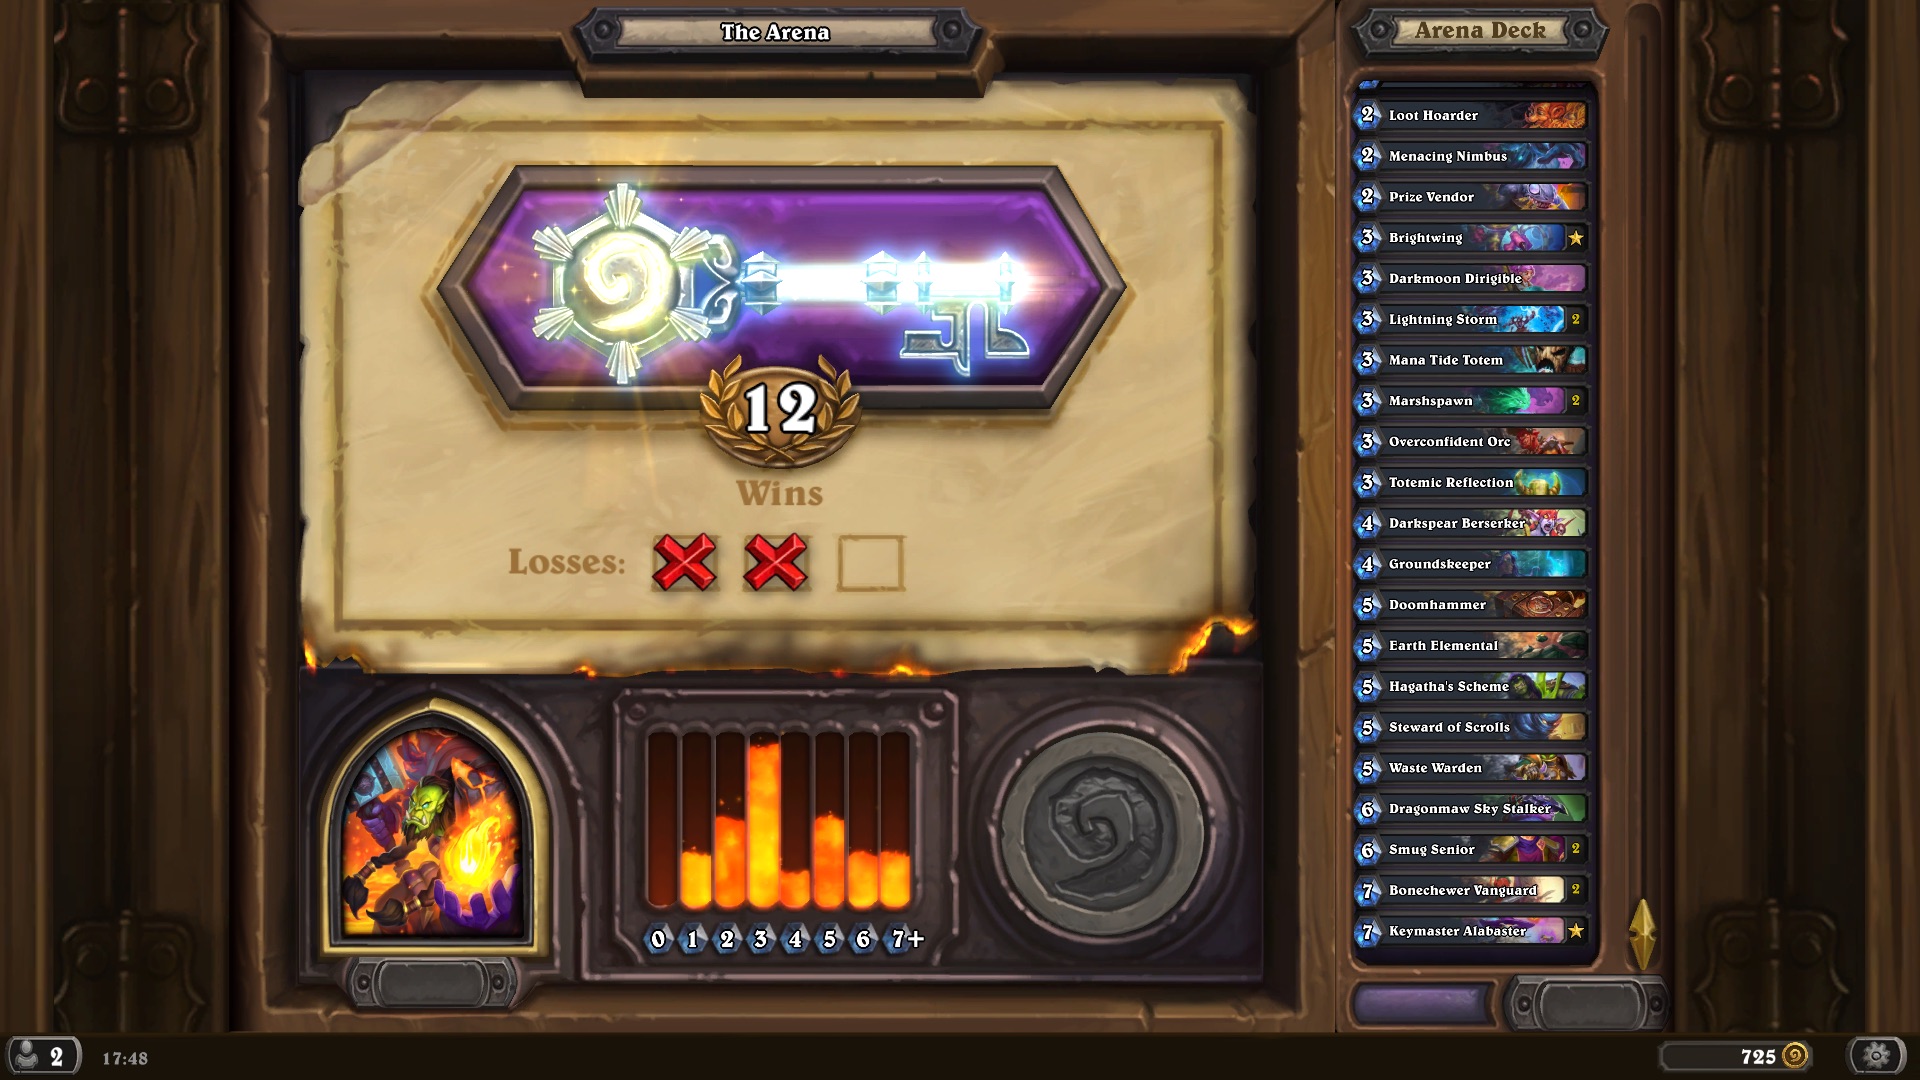 The Arena
12
Wins
Losses:
0 1 2 3 4 5 6 7+
Arena Deck
2 Loot Hoarder
2 Menacing Nimbus
2 Prize Vendor
3 Brightwing
3 Darkmoon Dirigible
3 Lightning Storm 2
3 Mana Tide Totem
3 Marshspawn 2
3 Overconfident Orc
3 Totemic Reflection
4 Darkspear Berserker
4 Groundskeeper
5 Doomhammer
5 Earth Elemental
5 Hagatha's Scheme
5 Steward of Scrolls
5 Waste Warden
6 Dragonmaw Sky Stalker
6 Smug Senior 2
7 Bonechewer Vanguard 2
7 Keymaster Alabaster
2 17:48
725